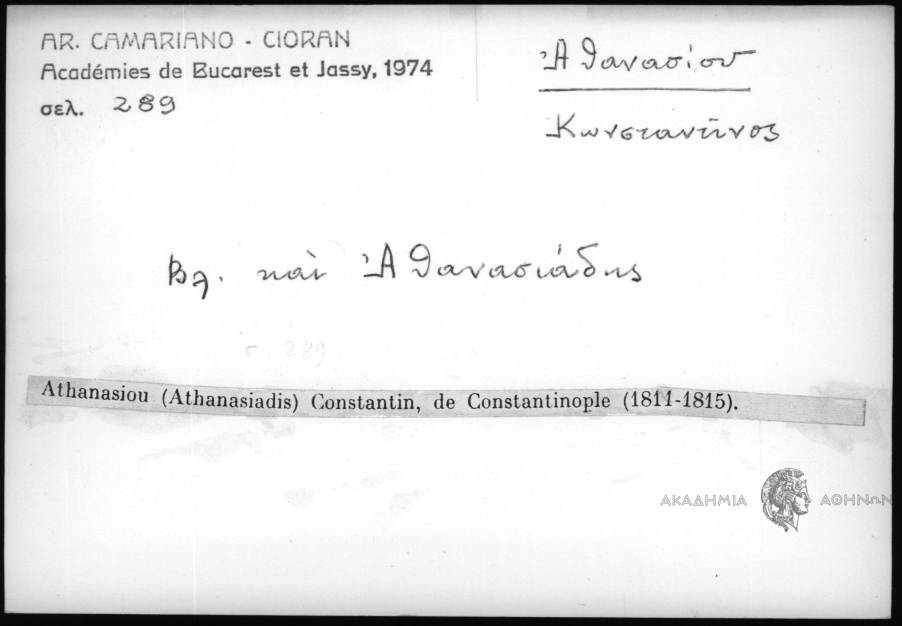 AR. CAMARIANO - CIORAN
Académies de Bucarest et Jassy, 1974
σελ. 289
Ἀθανασίου
Κωνσταντῖνος
Βλ. καὶ Ἀθανασιάδης
σ. 289
Athanasiou (Athanasiadis) Constantin, de Constantinople (1811-1815).
ΑΚΑΔΗΜΙΑ ΑΘΗΝΩΝ